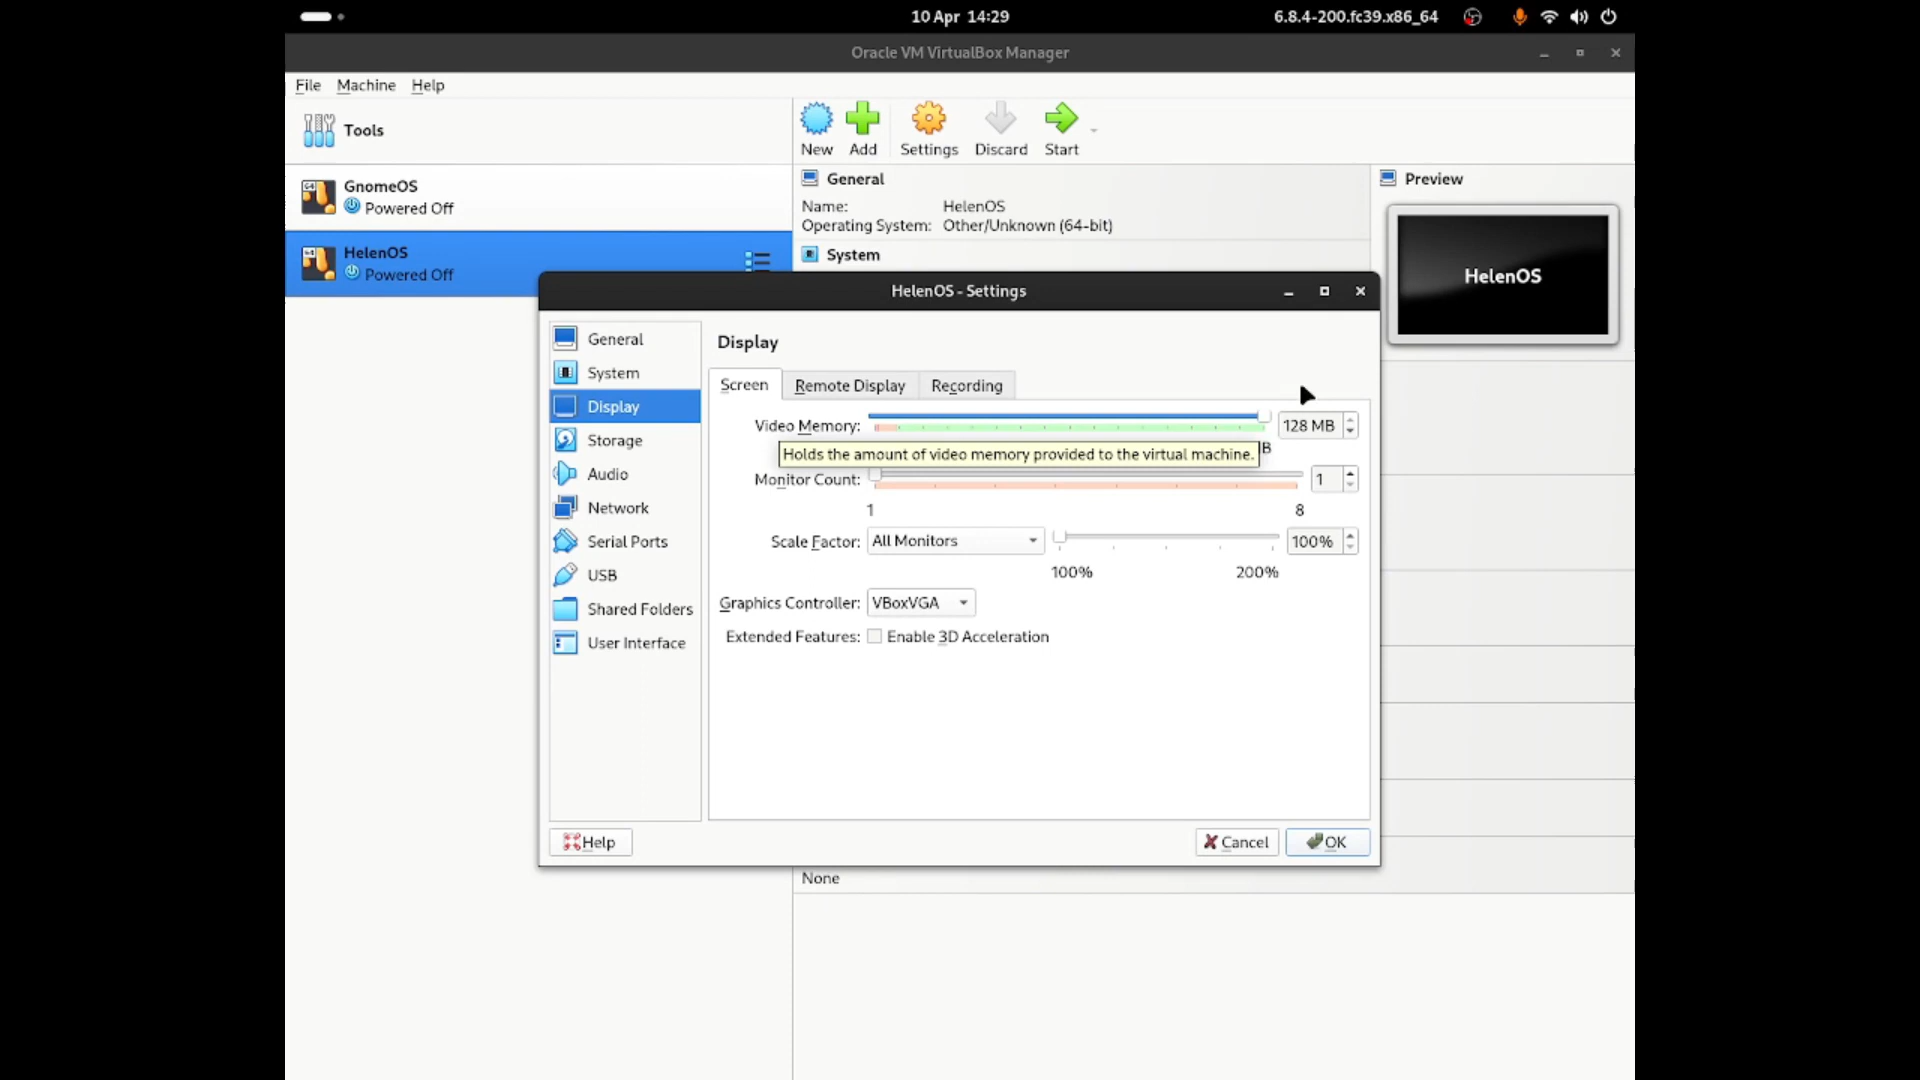 10 Apr 14:29
6.8.4-200.fc39.x86_64
Oracle VM VirtualBox Manager
File Machine Help
Tools
New Add Settings Discard Start
GnomeOS
Powered Off
HelenOS
Powered Off
General
Name: HelenOS
Operating System: Other/Unknown (64-bit)
System
Preview
HelenOS
HelenOS - Settings
General
System
Display
Storage
Audio
Network
Serial Ports
USB
Shared Folders
User Interface
Display
Screen Remote Display Recording
Video Memory: 128 MB
Holds the amount of video memory provided to the virtual machine.
Monitor Count: 1
1 8
Scale Factor: All Monitors 100%
100% 200%
Graphics Controller: VBoxVGA
Extended Features: Enable 3D Acceleration
Help Cancel OK
None